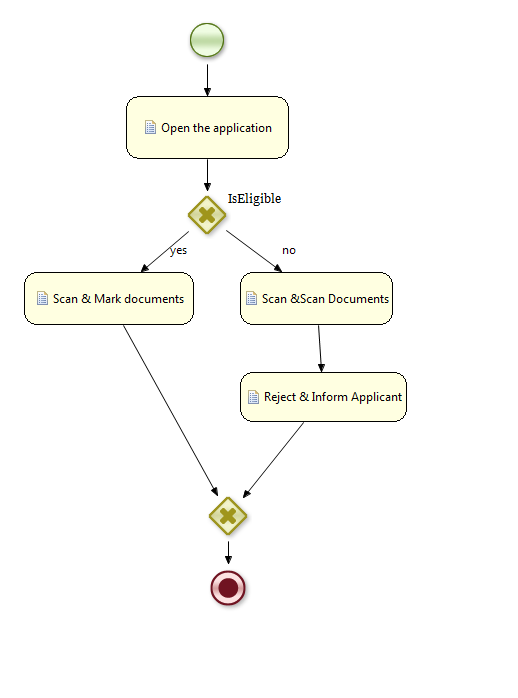 Open the application
IsEligible
yes
no
Scan & Mark documents
Scan &Scan Documents
Reject & Inform Applicant